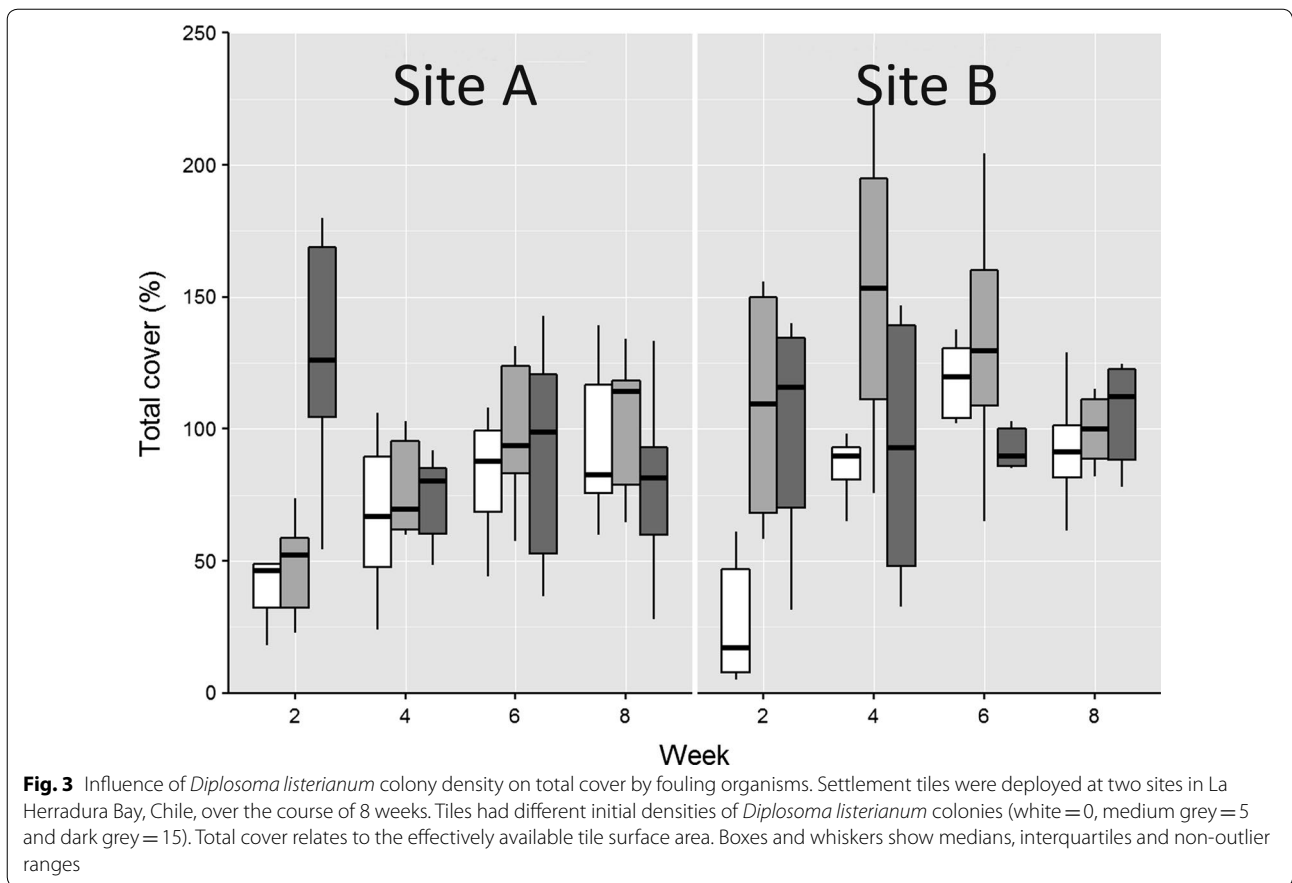 250
200
150
100
50
0
Total cover (%)
Site A
Site B
2 4 6 8 2 4 6 8
Week
Fig. 3 Influence of Diplosoma listerianum colony density on total cover by fouling organisms. Settlement tiles were deployed at two sites in La
Herradura Bay, Chile, over the course of 8 weeks. Tiles had different initial densities of Diplosoma listerianum colonies (white = 0, medium grey = 5
and dark grey = 15). Total cover relates to the effectively available tile surface area. Boxes and whiskers show medians, interquartiles and non-outlier
ranges